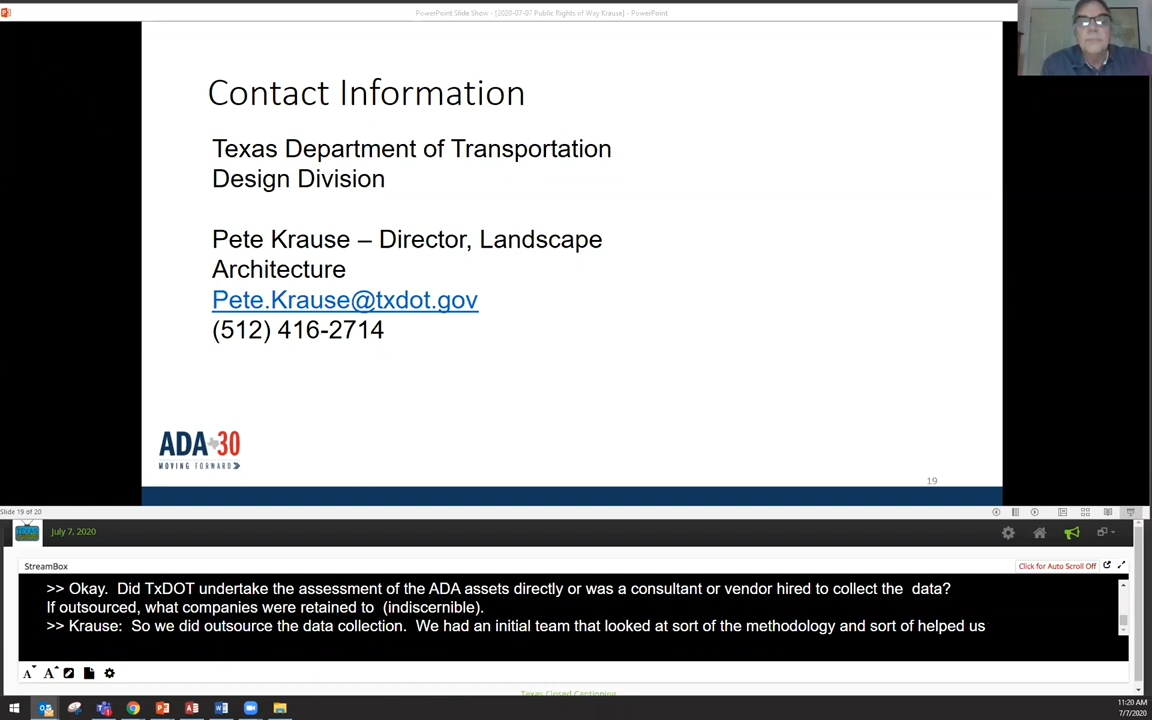 PowerPoint Slide Show - [2020-07-07 Public Rights of Way Krause] - PowerPoint
Contact Information
Texas Department of Transportation
Design Division
Pete Krause – Director, Landscape
Architecture
Pete.Krause@txdot.gov
(512) 416-2714
ADA 30
MOVING FORWARD
19
Slide 19 of 20
TEXAS
July 7, 2020
StreamBox
Click for Auto Scroll Off
>> Okay.  Did TxDOT undertake the assessment of the ADA assets directly or was a consultant or vendor hired to collect the  data?
If outsourced, what companies were retained to  (indiscernible).
>> Krause:  So we did outsource the data collection.  We had an initial team that looked at sort of the methodology and sort of helped us
A A
Texas Closed Captioning
11:20 AM
7/7/2020